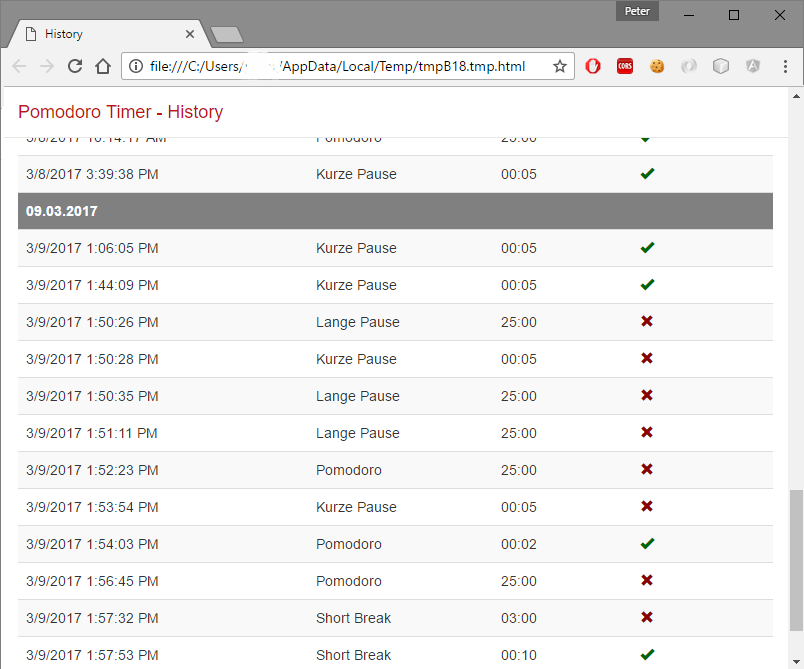 Peter
History
file:///C:/Users/ /AppData/Local/Temp/tmpB18.tmp.html
CORS
Pomodoro Timer - History
3/8/2017 10:14:17 AM Pomodoro 25:00
3/8/2017 3:39:38 PM Kurze Pause 00:05
09.03.2017
3/9/2017 1:06:05 PM Kurze Pause 00:05
3/9/2017 1:44:09 PM Kurze Pause 00:05
3/9/2017 1:50:26 PM Lange Pause 25:00
3/9/2017 1:50:28 PM Kurze Pause 00:05
3/9/2017 1:50:35 PM Lange Pause 25:00
3/9/2017 1:51:11 PM Lange Pause 25:00
3/9/2017 1:52:23 PM Pomodoro 25:00
3/9/2017 1:53:54 PM Kurze Pause 00:05
3/9/2017 1:54:03 PM Pomodoro 00:02
3/9/2017 1:56:45 PM Pomodoro 25:00
3/9/2017 1:57:32 PM Short Break 03:00
3/9/2017 1:57:53 PM Short Break 00:10